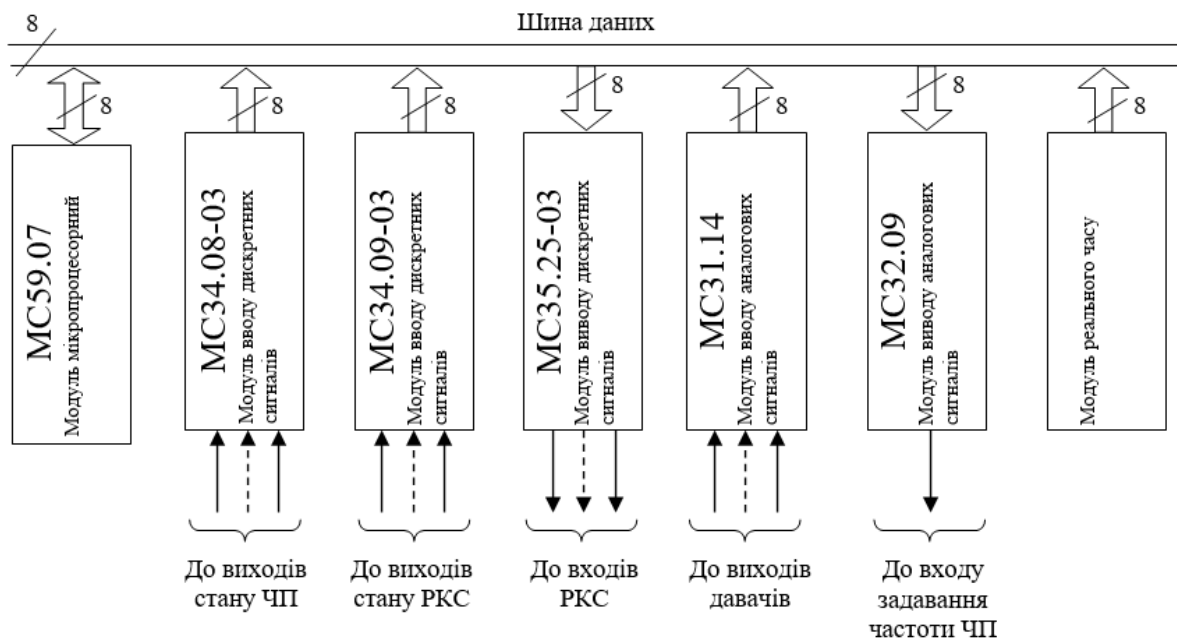 8
Шина даних
8
8
8
8
8
8
8
МС59.07
Модуль мікропроцесорний
МС34.08-03
Модуль вводу дискретних
сигналів
МС34.09-03
Модуль вводу дискретних
сигналів
МС35.25-03
Модуль виводу дискретних
сигналів
МС31.14
Модуль вводу аналогових
сигналів
МС32.09
Модуль виводу аналогових
сигналів
Модуль реального часу
До виходів
стану ЧП
До виходів
стану РКС
До входів
РКС
До виходів
давачів
До входу
задавання
частоти ЧП